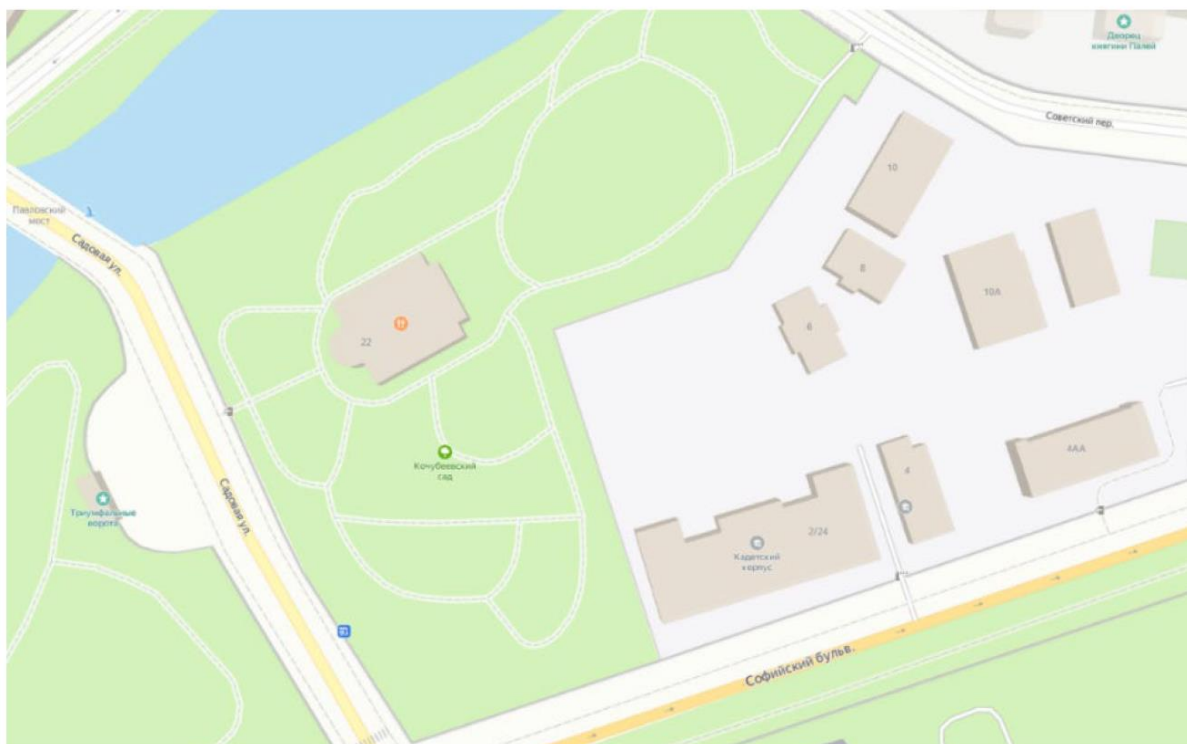 Дворец
княгини Палей
Советский пер.
10
Павловский
мост
Садовая ул.
8
10А
6
22
Кочубеевский
сад
4АА
4
Триумфальные
ворота
Садовая ул.
2/24
Кадетский
корпус
Софийский бульв.